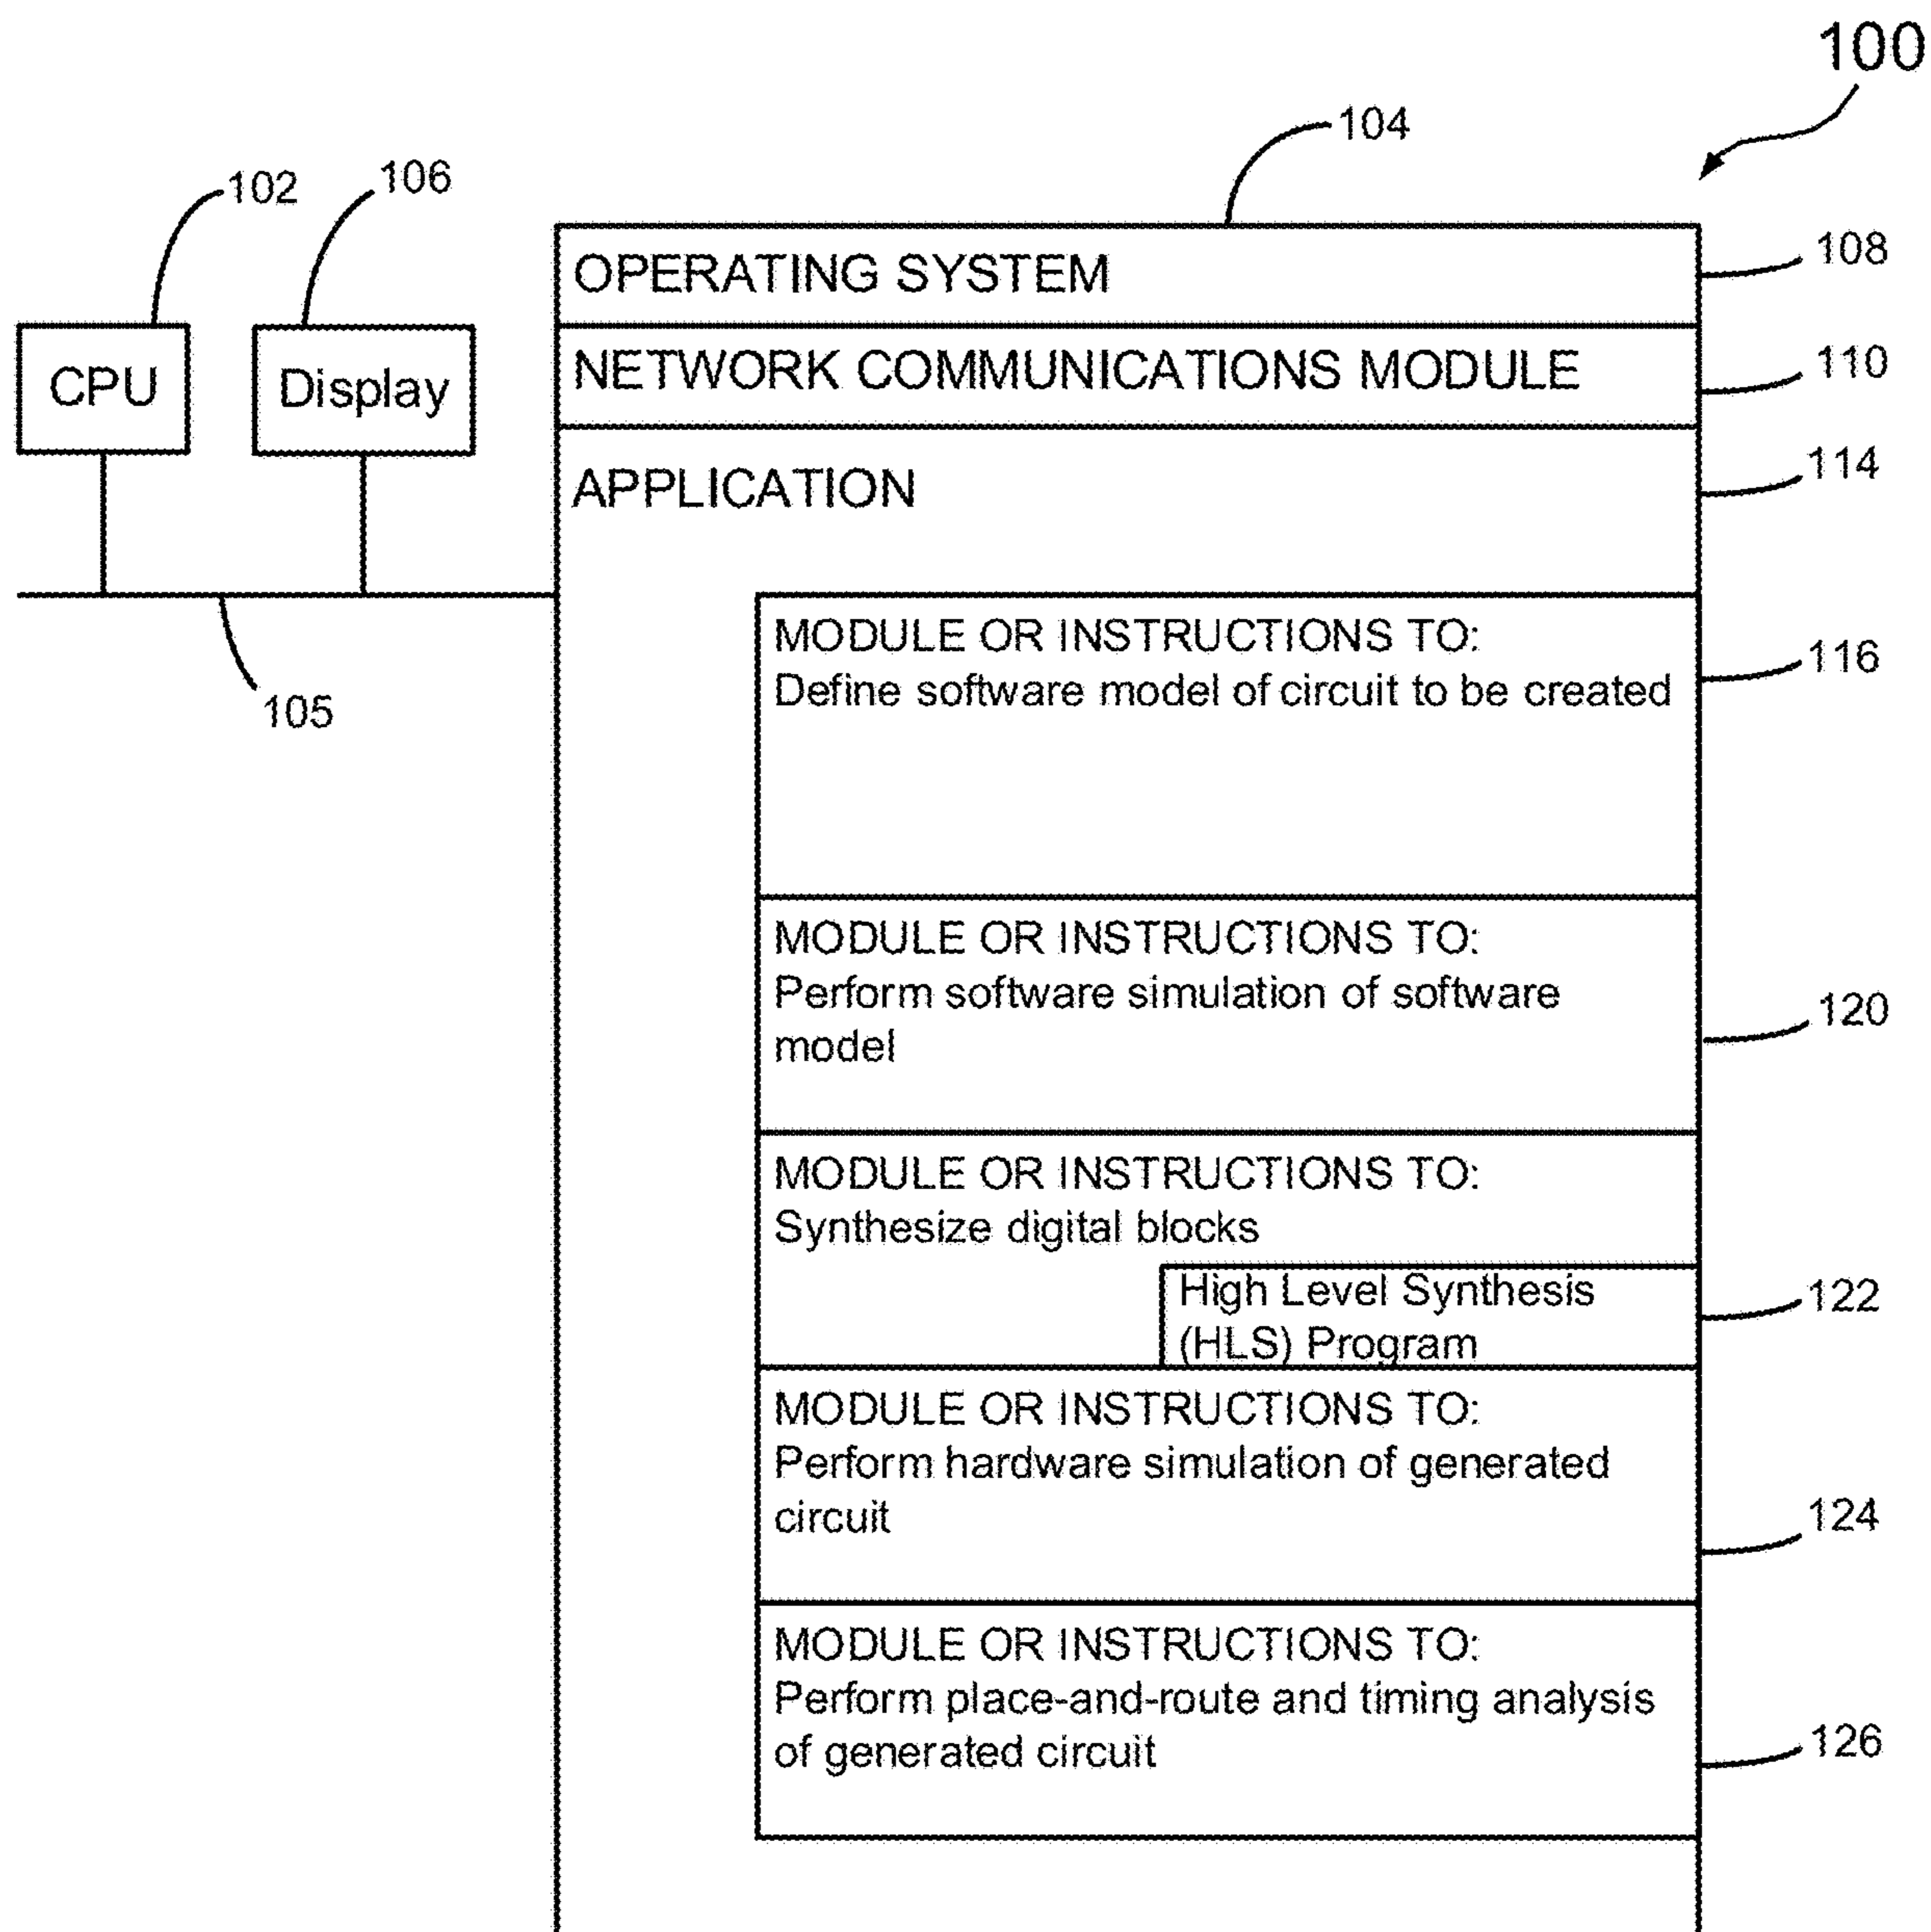 100
104
102
106
OPERATING SYSTEM
108
CPU
Display
NETWORK COMMUNICATIONS MODULE
110
APPLICATION
114
105
MODULE OR INSTRUCTIONS TO:
Define software model of circuit to be created
116
MODULE OR INSTRUCTIONS TO:
Perform software simulation of software
model
120
MODULE OR INSTRUCTIONS TO:
Synthesize digital blocks
High Level Synthesis
(HLS) Program
122
MODULE OR INSTRUCTIONS TO:
Perform hardware simulation of generated
circuit
124
MODULE OR INSTRUCTIONS TO:
Perform place-and-route and timing analysis
of generated circuit
126